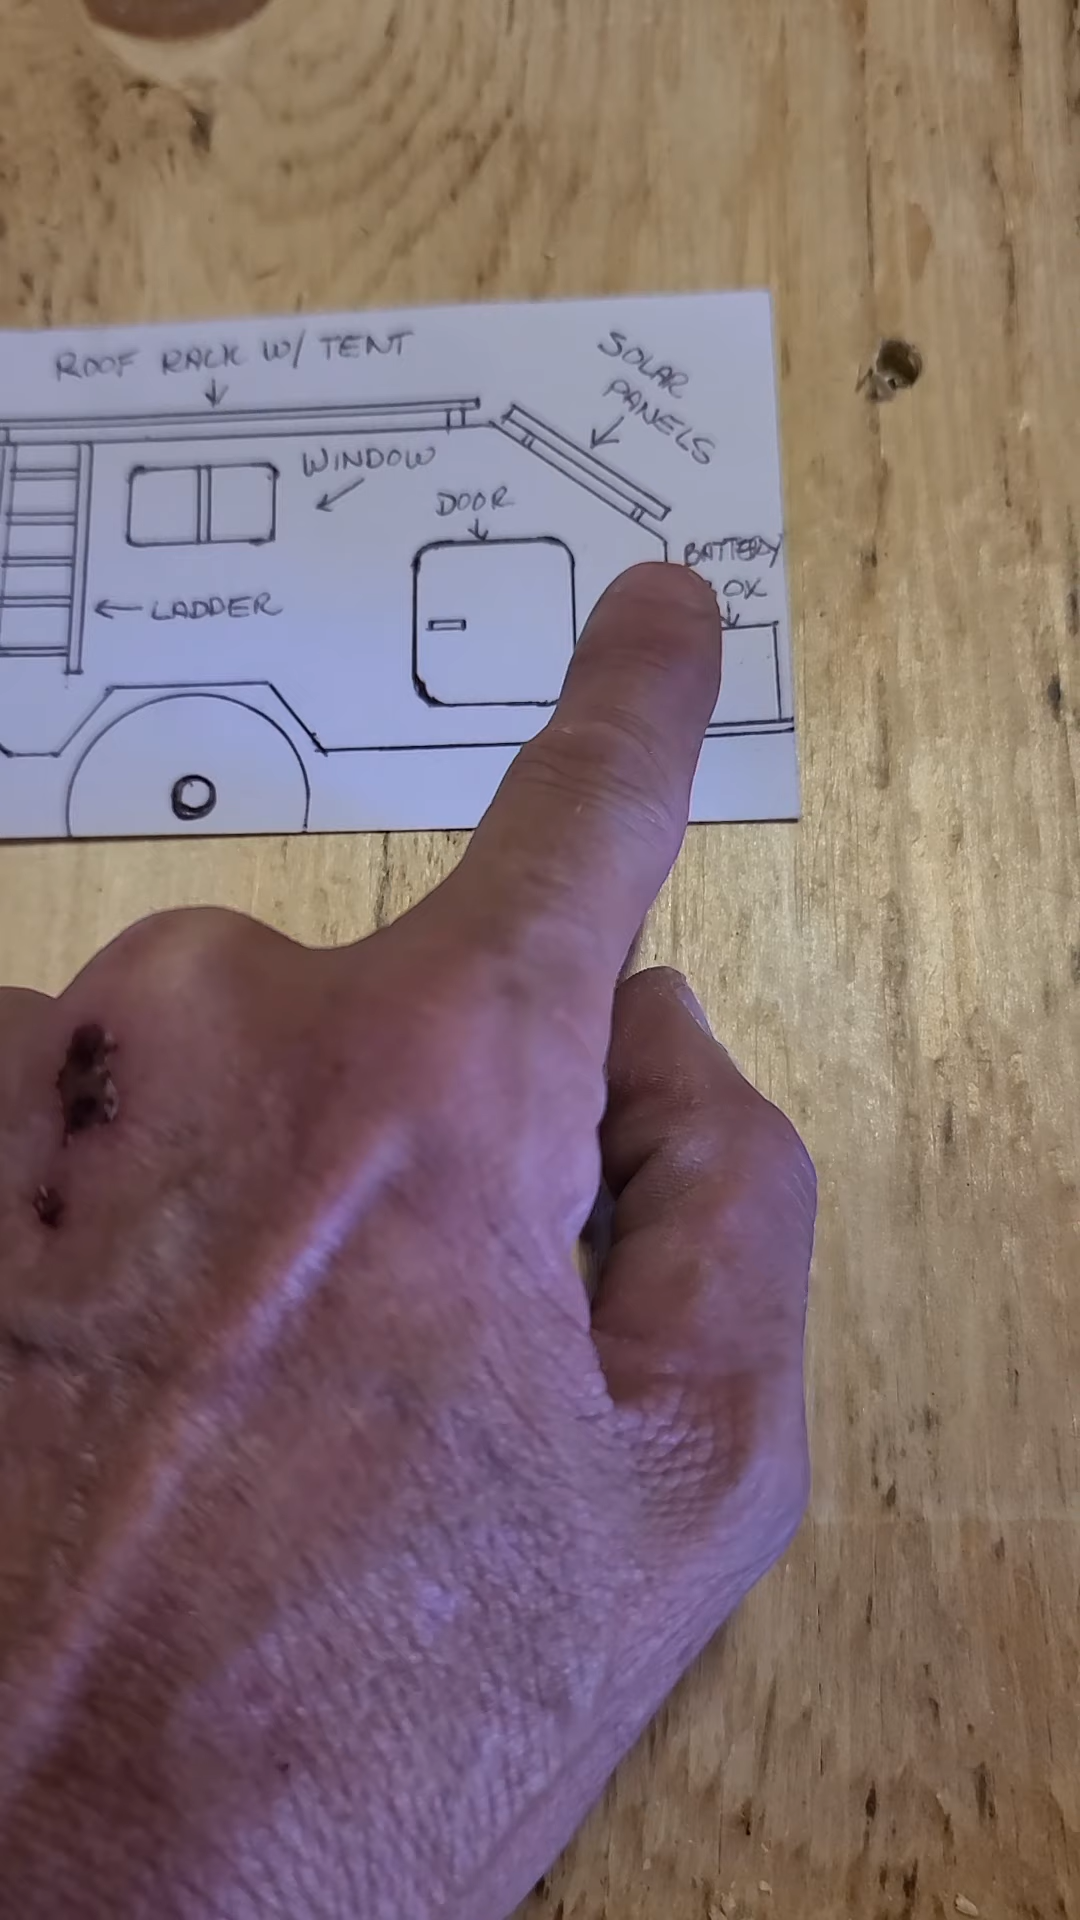 ROOF RACK W/ TENT
SOLAR
PANELS
WINDOW
DOOR
BATTERY
OX
LADDER